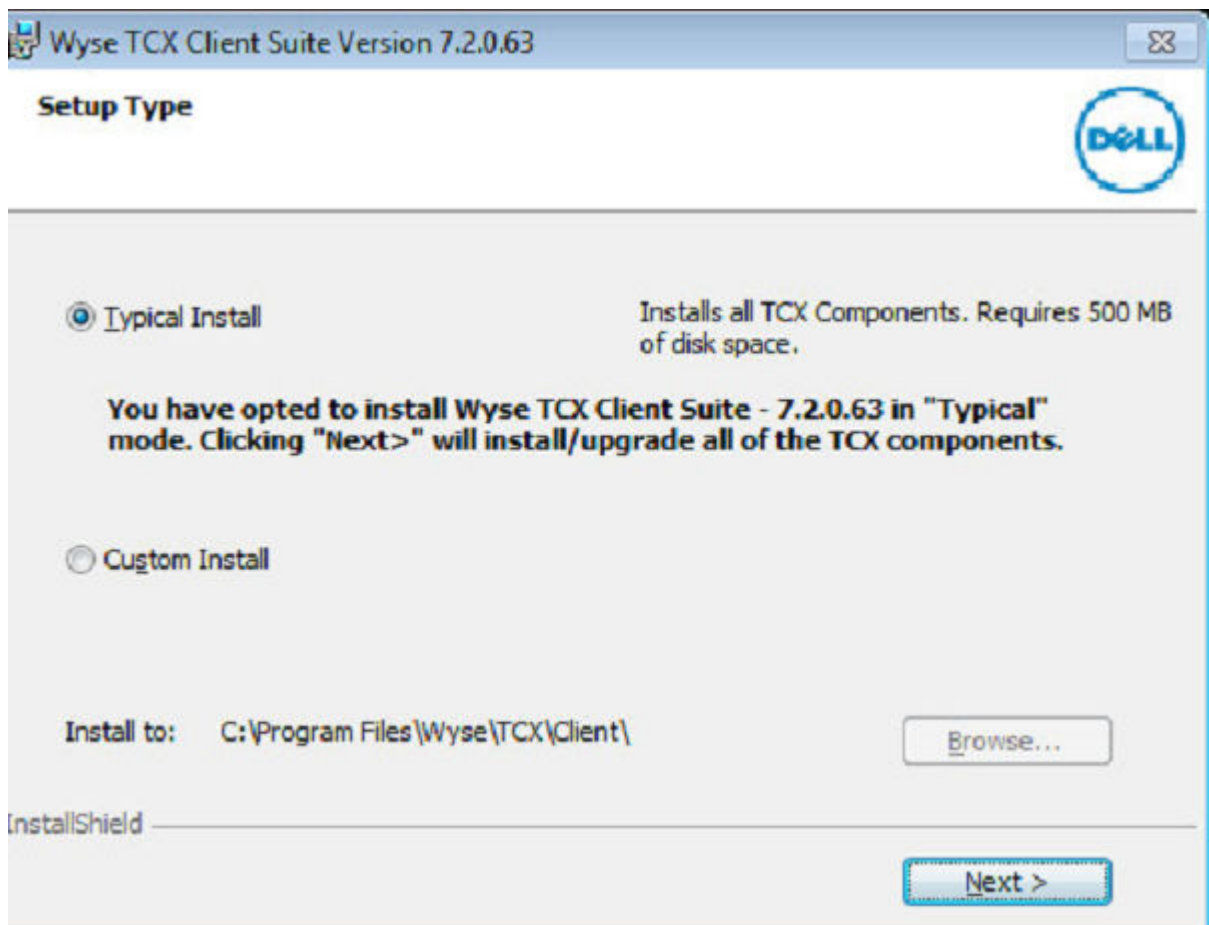 Wyse TCX Client Suite Version 7.2.0.63
Setup Type
DELL
Typical Install
Installs all TCX Components. Requires 500 MB
of disk space.
You have opted to install Wyse TCX Client Suite - 7.2.0.63 in "Typical"
mode. Clicking "Next>" will install/upgrade all of the TCX components.
Custom Install
Install to: C:\Program Files\Wyse\TCX\Client\
Browse...
InstallShield
Next >